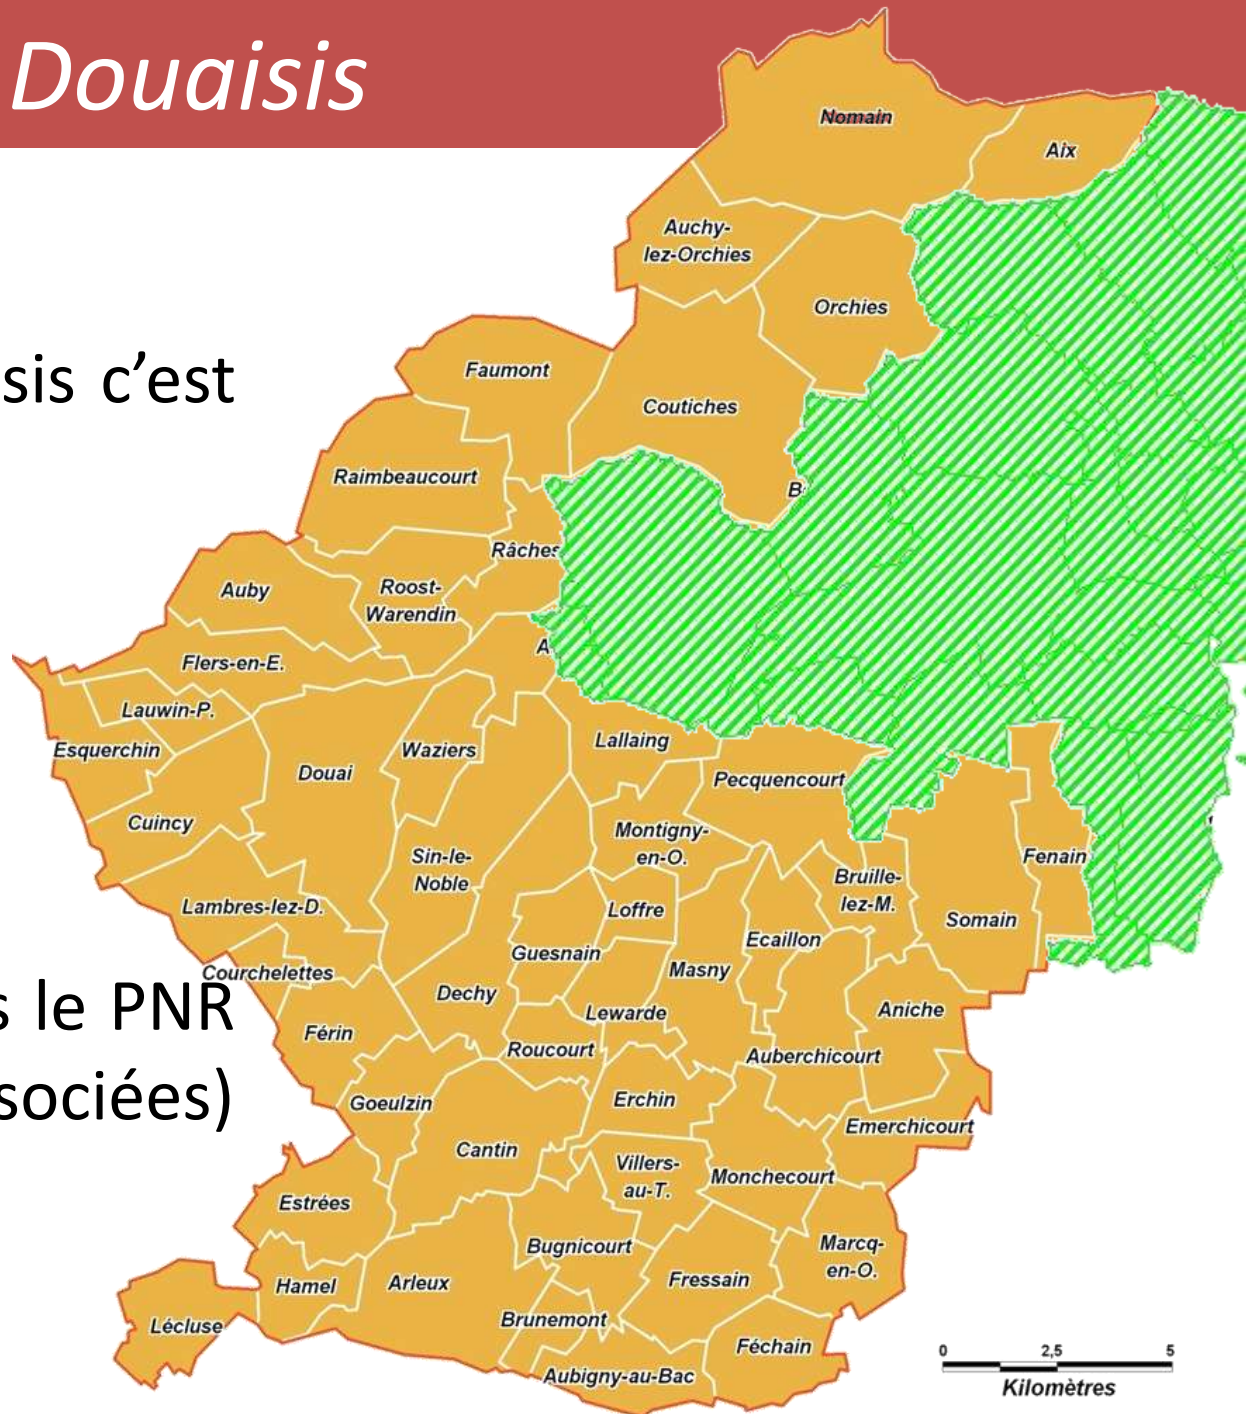 Douaisis
Nomain
Aix
Auchy-
lez-Orchies
Orchies
sis c’est
Faumont
Coutiches
Raimbeaucourt
B
Râches
Auby
Roost-
Warendin
A
Flers-en-E.
Lauwin-P.
Esquerchin
Waziers
Lallaing
Douai
Pecquencourt
Cuincy
Montigny-
en-O.
Sin-le-
Noble
Fenain
Bruille-
lez-M.
Lambres-lez-D.
Loffre
Somain
Ecaillon
Guesnain
Courchelettes
Masny
Dechy
s le PNR
Lewarde
Aniche
Férin
Roucourt
Auberchicourt
sociées)
Goeulzin
Erchin
Emerchicourt
Cantin
Villers-
au-T.
Monchecourt
Estrées
Bugnicourt
Marcq-
en-O.
Hamel
Arleux
Fressain
Lécluse
Brunemont
Féchain
Aubigny-au-Bac
0 2,5 5
Kilomètres